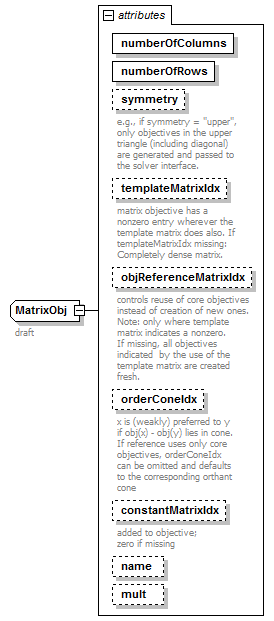 attributes
numberOfColumns
numberOfRows
symmetry
e.g., if symmetry = "upper",
only objectives in the upper
triangle (including diagonal)
are generated and passed to
the solver interface.
templateMatrixIdx
matrix objective has a
nonzero entry wherever the
template matrix does also. If
templateMatrixIdx missing:
Completely dense matrix.
objReferenceMatrixIdx
controls reuse of core objectives
instead of creation of new ones.
Note: only where template
matrix indicates a nonzero.
If missing, all objectives
indicated by the use of the
template matrix are created
fresh.
MatrixObj
draft
orderConeIdx
x is (weakly) preferred to y
if obj(x) - obj(y) lies in cone.
If reference uses only core
objectives, orderConeIdx
can be omitted and defaults
to the corresponding orthant
cone
constantMatrixIdx
added to objective;
zero if missing
name
mult